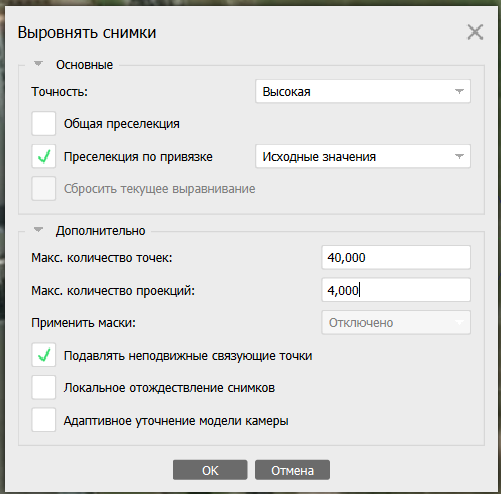 Выровнять снимки
Основные
Точность: Высокая
Общая преселекция
Преселекция по привязке Исходные значения
Сбросить текущее выравнивание
Дополнительно
Макс. количество точек: 40,000
Макс. количество проекций: 4,000
Применить маски: Отключено
Подавлять неподвижные связующие точки
Локальное отождествление снимков
Адаптивное уточнение модели камеры
OK Отмена